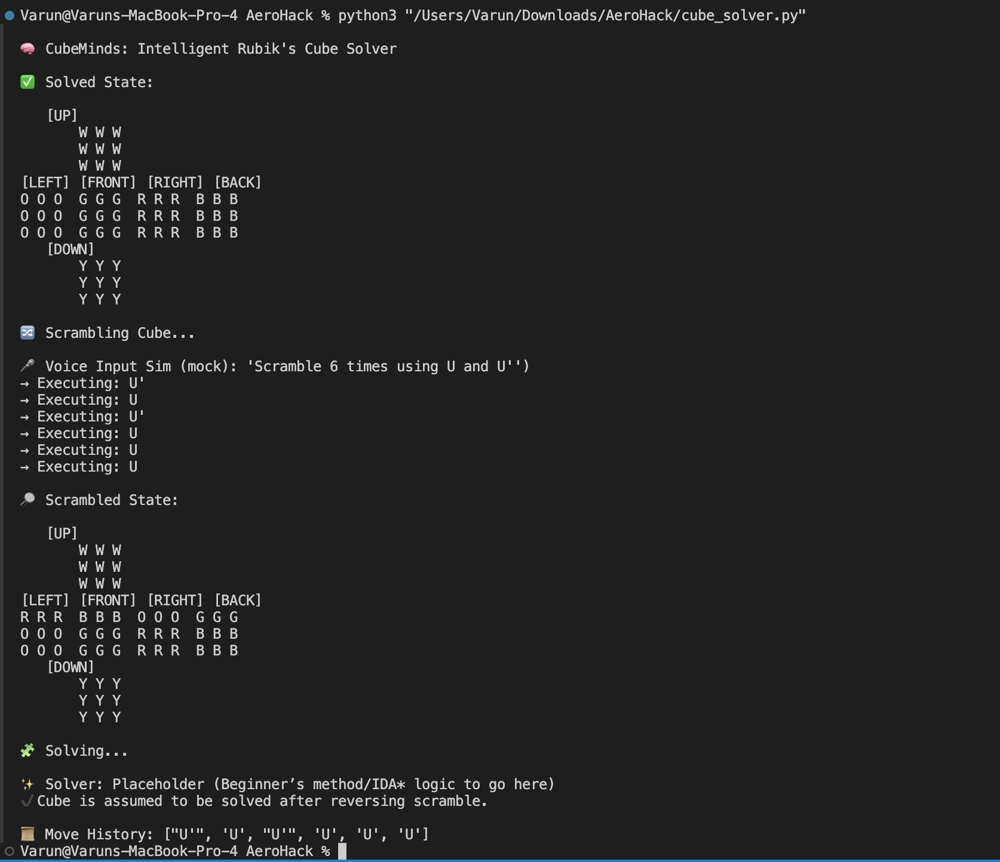 Varun@Varuns-MacBook-Pro-4 AeroHack % python3 "/Users/Varun/Downloads/AeroHack/cube_solver.py"
🧠 CubeMinds: Intelligent Rubik's Cube Solver
✅ Solved State:
[UP]
W W W
W W W
W W W
[LEFT] [FRONT] [RIGHT] [BACK]
O O O  G G G  R R R  B B B
O O O  G G G  R R R  B B B
O O O  G G G  R R R  B B B
[DOWN]
Y Y Y
Y Y Y
Y Y Y
🔀 Scrambling Cube...
🎤 Voice Input Sim (mock): 'Scramble 6 times using U and U'')
→ Executing: U'
→ Executing: U
→ Executing: U'
→ Executing: U
→ Executing: U
→ Executing: U
🔎 Scrambled State:
[UP]
W W W
W W W
W W W
[LEFT] [FRONT] [RIGHT] [BACK]
R R R  B B B  O O O  G G G
O O O  G G G  R R R  B B B
O O O  G G G  R R R  B B B
[DOWN]
Y Y Y
Y Y Y
Y Y Y
🧩 Solving...
✨ Solver: Placeholder (Beginner’s method/IDA* logic to go here)
✔Cube is assumed to be solved after reversing scramble.
📜 Move History: ["U'", 'U', "U'", 'U', 'U', 'U']
Varun@Varuns-MacBook-Pro-4 AeroHack %